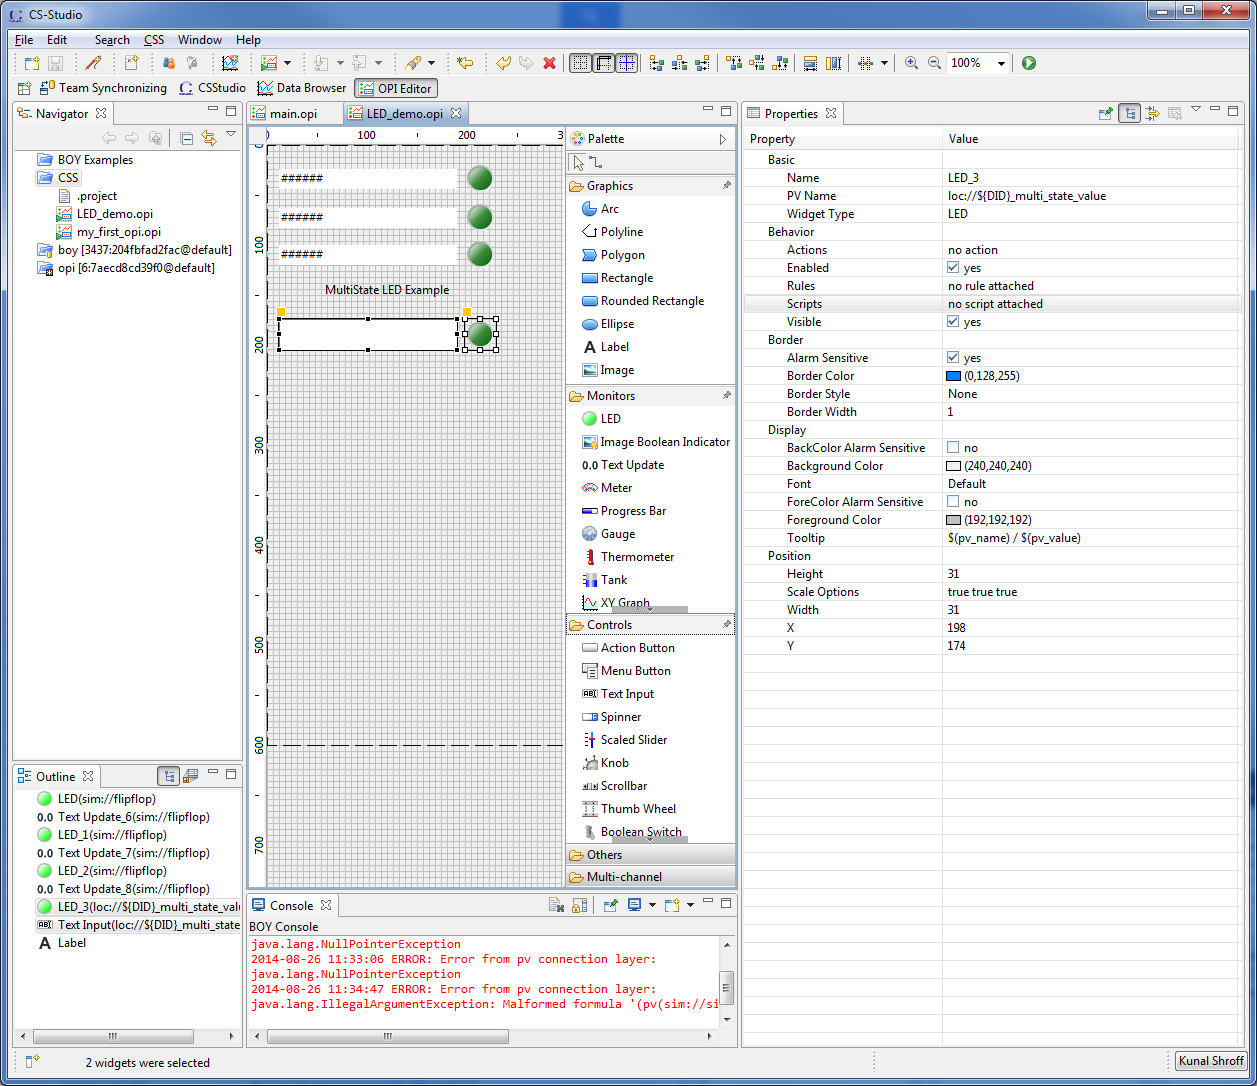 CS-Studio
File Edit Search CSS Window Help
100%
Team Synchronizing CSStudio Data Browser OPI Editor
Navigator
BOY Examples
CSS
.project
LED_demo.opi
my_first_opi.opi
boy [3437:204fbfad2fac@default]
opi [6:7aecd8cd39f0@default]
Outline
LED(sim://flipflop)
0.0 Text Update_6(sim://flipflop)
LED_1(sim://flipflop)
0.0 Text Update_7(sim://flipflop)
LED_2(sim://flipflop)
0.0 Text Update_8(sim://flipflop)
LED_3(loc://${DID}_multi_state_valu
Text Input(loc://${DID}_multi_state
A Label
main.opi LED_demo.opi
0 100 200 3
0
100
200
300
400
500
600
700
######
######
######
MultiState LED Example
Palette
Graphics
Arc
Polyline
Polygon
Rectangle
Rounded Rectangle
Ellipse
A Label
Image
Monitors
LED
Image Boolean Indicator
0.0 Text Update
Meter
Progress Bar
Gauge
Thermometer
Tank
XY Graph
Controls
Action Button
Menu Button
Text Input
Spinner
Scaled Slider
Knob
Scrollbar
Thumb Wheel
Boolean Switch
Others
Multi-channel
Console
BOY Console
java.lang.NullPointerException
2014-08-26 11:33:06 ERROR: Error from pv connection layer:
java.lang.NullPointerException
2014-08-26 11:34:47 ERROR: Error from pv connection layer:
java.lang.IllegalArgumentException: Malformed formula '(pv(sim://si
Properties
Property Value
Basic
Name LED_3
PV Name loc://${DID}_multi_state_value
Widget Type LED
Behavior
Actions no action
Enabled yes
Rules no rule attached
Scripts no script attached
Visible yes
Border
Alarm Sensitive yes
Border Color (0,128,255)
Border Style None
Border Width 1
Display
BackColor Alarm Sensitive no
Background Color (240,240,240)
Font Default
ForeColor Alarm Sensitive no
Foreground Color (192,192,192)
Tooltip $(pv_name) / $(pv_value)
Position
Height 31
Scale Options true true true
Width 31
X 198
Y 174
2 widgets were selected
Kunal Shroff